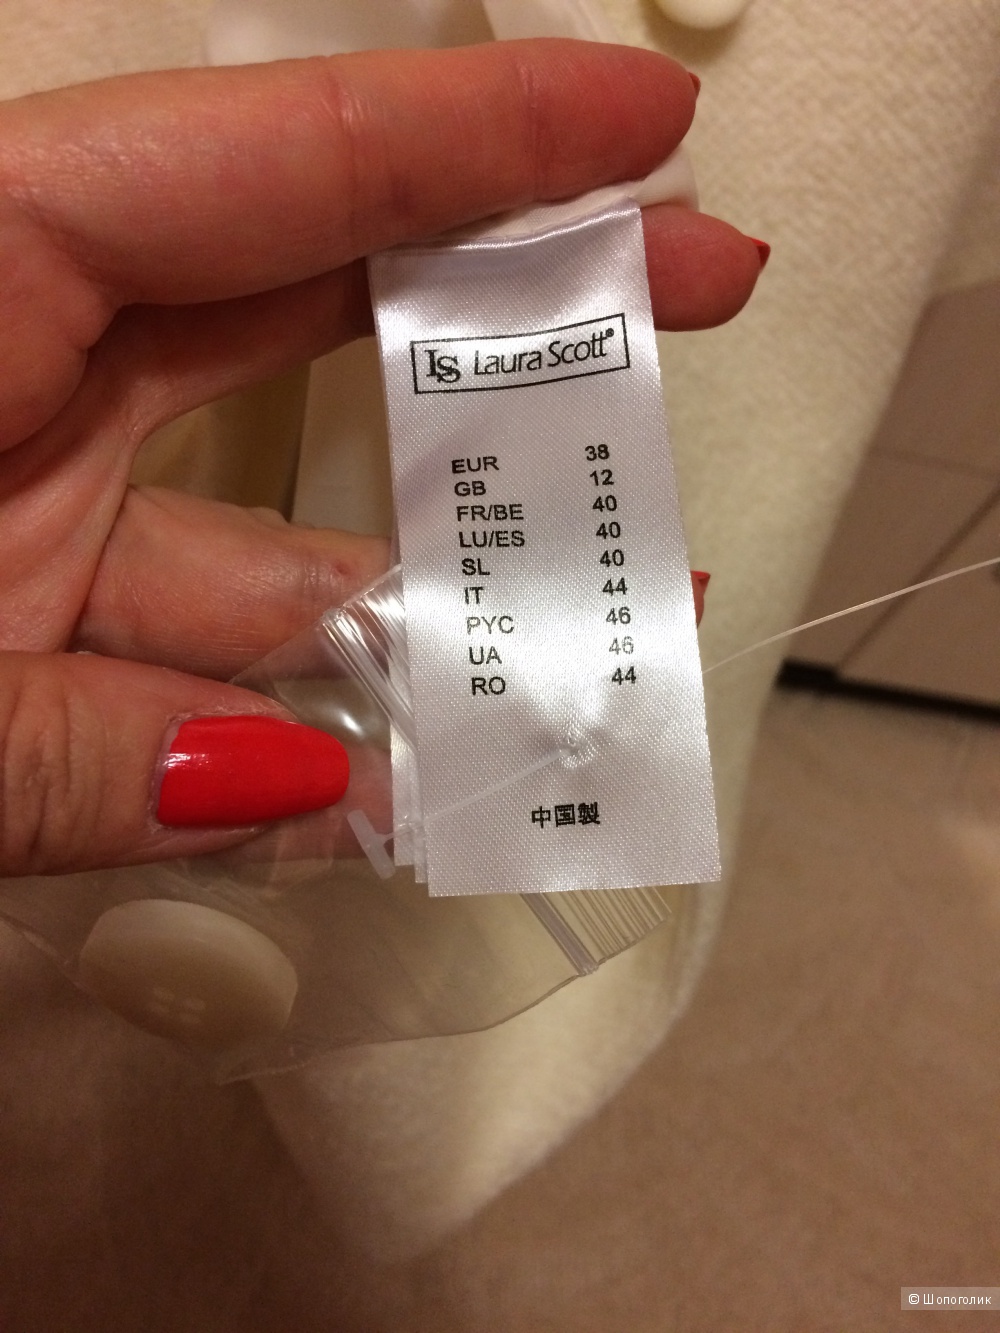 LS Laura Scott®
EUR 38
GB 12
FR/BE 40
LU/ES 40
SL 40
IT 44
PYC 46
UA 46
RO 44
中国製
© Шопоголик